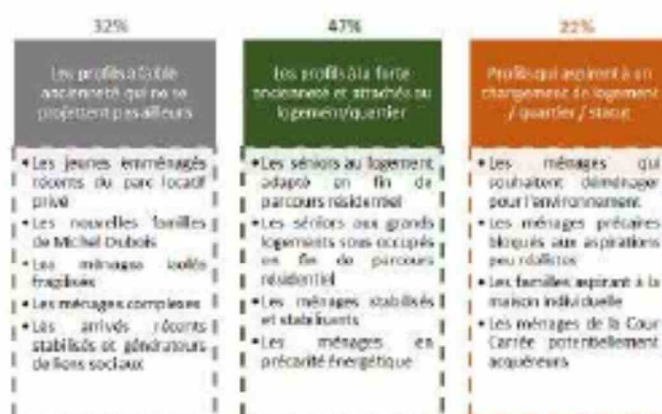 32%
Les profils à faible
ancienneté qui ne se
projettent pas ailleurs
• Les jeunes emménagés
récents du parc locatif
privé
• Les nouvelles familles
de Michel Dubois
• Les ménages isolés
fragilisés
• Les ménages complexes
• Les arrivés récents
stabilisés et générateurs
de liens sociaux
47%
Les profils à la forte
ancienneté et attachés au
logement/quartier
• Les séniors au logement
adapté en fin de
parcours résidentiel
• Les séniors aux grands
logements sous occupés
en fin de parcours
résidentiel
• Les ménages stabilisés
et stabilisants
• Les ménages en
précarité énergétique
22%
Profils qui aspirent à un
changement de logement
/ quartier / statut
• Les ménages qui
souhaitent déménager
pour l'environnement
• Les ménages précaires
bloqués aux aspirations
peu réalistes
• Les familles aspirant à la
maison individuelle
• Les ménages de la Cour
Carrée potentiellement
acquéreurs